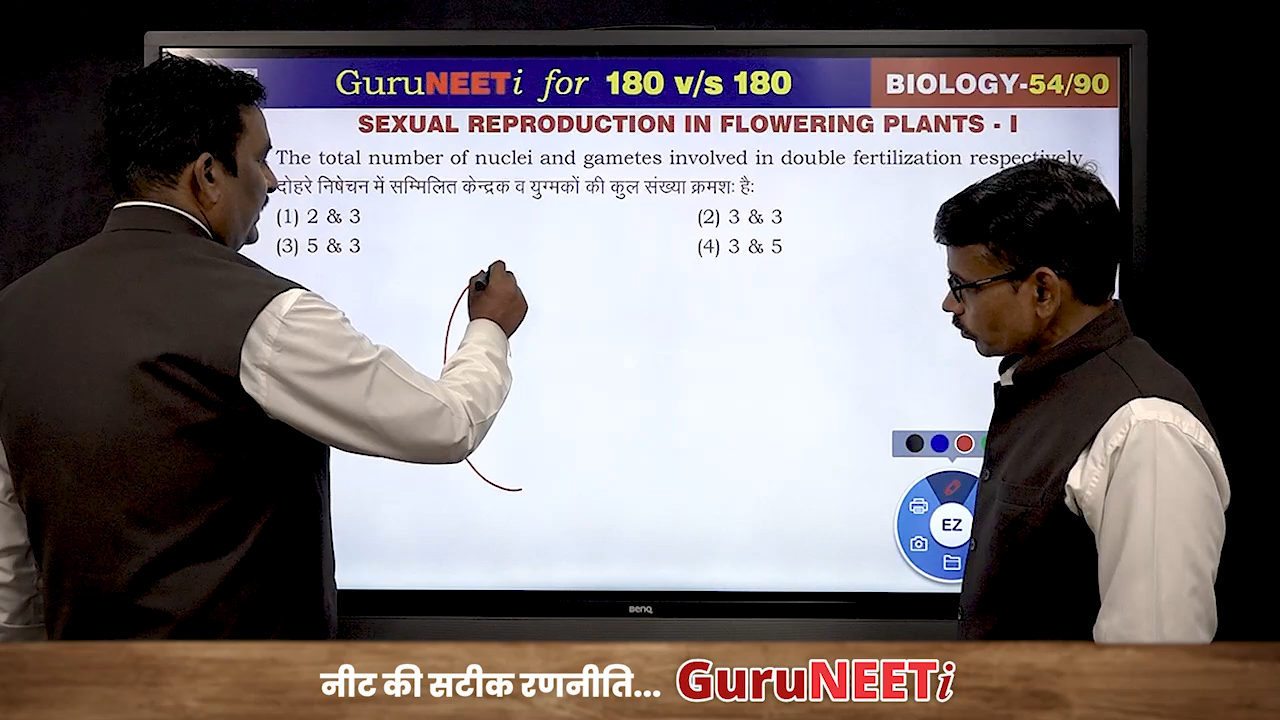 GuruNEETi for 180 v/s 180
BIOLOGY-54/90
SEXUAL REPRODUCTION IN FLOWERING PLANTS - I
The total number of nuclei and gametes involved in double fertilization respectively
दोहरे निषेचन में सम्मिलित केन्द्रक व युग्मकों की कुल संख्या क्रमशः हैः
(1) 2 & 3
(2) 3 & 3
(3) 5 & 3
(4) 3 & 5
EZ
BenQ
नीट की सटीक रणनीति... GuruNEETi